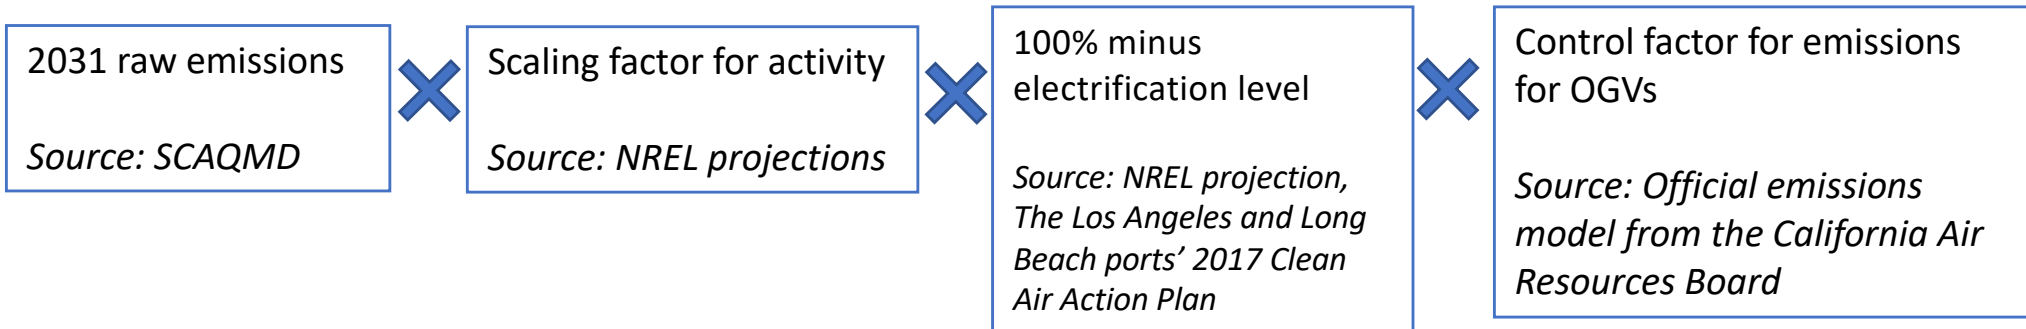 2031 raw emissions
Source: SCAQMD
Scaling factor for activity
Source: NREL projections
100% minus
electrification level
Source: NREL projection,
The Los Angeles and Long
Beach ports’ 2017 Clean
Air Action Plan
Control factor for emissions
for OGVs
Source: Official emissions
model from the California Air
Resources Board